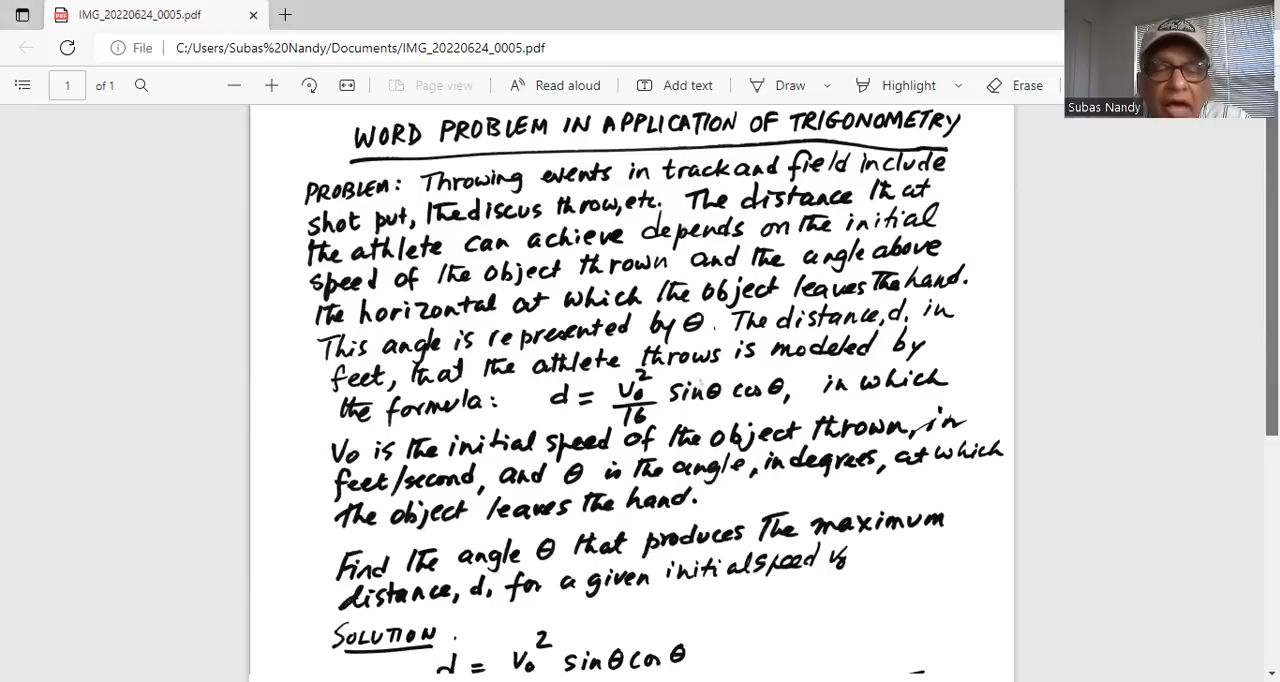 IMG_20220624_0005.pdf
File
C:/Users/Subas%20Nandy/Documents/IMG_20220624_0005.pdf
1 of 1
Page view
Read aloud
Add text
Draw
Highlight
Erase
Subas Nandy
WORD PROBLEM IN APPLICATION OF TRIGONOMETRY
PROBLEM: Throwing events in track and field include
shot put, the discus throw, etc. The distance that
the athlete can achieve depends on the initial
speed of the object thrown and the angle above
the horizontal at which the object leaves the hand.
This angle is represented by θ. The distance, d, in
feet, that the athlete throws is modeled by
the formula: d = v₀²/16 sinθ cosθ, in which
V₀ is the initial speed of the object thrown, in
feet/second, and θ is the angle, in degrees, at which
the object leaves the hand.
Find the angle θ that produces the maximum
distance, d, for a given initial speed v₀
SOLUTION.
d = v₀² sinθ cos θ